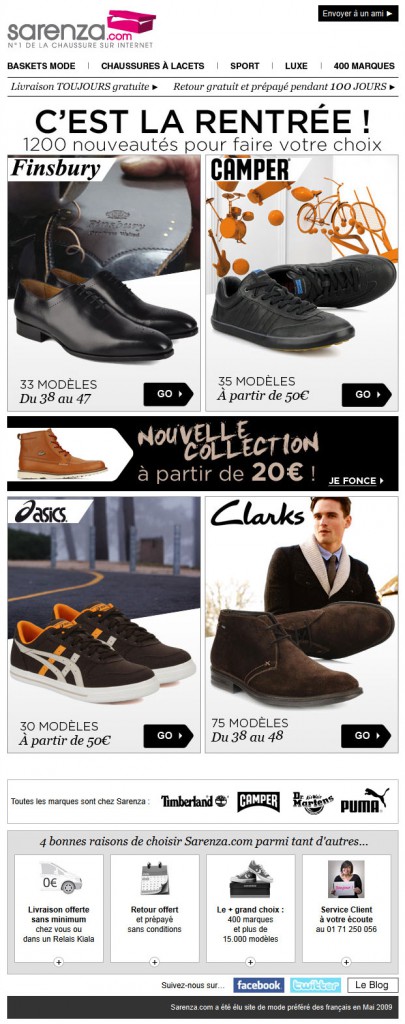 Envoyer à un ami
sarenza.com
N°1 DE LA CHAUSSURE SUR INTERNET
BASKETS MODE | CHAUSSURES À LACETS | SPORT | LUXE | 400 MARQUES
Livraison TOUJOURS gratuite Retour gratuit et prépayé pendant 100 JOURS
C'EST LA RENTRÉE !
1200 nouveautés pour faire votre choix
Finsbury
CAMPER
Finsbury
33 MODÈLES
Du 38 au 47
GO
35 MODÈLES
À partir de 50€
GO
NOUVELLE
COLLECTION
à partir de 20€ !
JE FONCE
asics
Clarks
30 MODÈLES
À partir de 50€
GO
75 MODÈLES
Du 38 au 48
GO
Toutes les marques sont chez Sarenza :
Timberland
CAMPER
Dr. Martens
PUMA
4 bonnes raisons de choisir Sarenza.com parmi tant d'autres...
0€
Livraison offerte
sans minimum
chez vous ou
dans un Relais Kiala
Retour offert
et prépayé
sans conditions
Le + grand choix :
400 marques
et plus de
15.000 modèles
Service Client
à votre écoute
au 01 71 250 056
Suivez-nous sur...
facebook
twitter
Le Blog
Sarenza.com a été élu site de mode préféré des français en Mai 2009